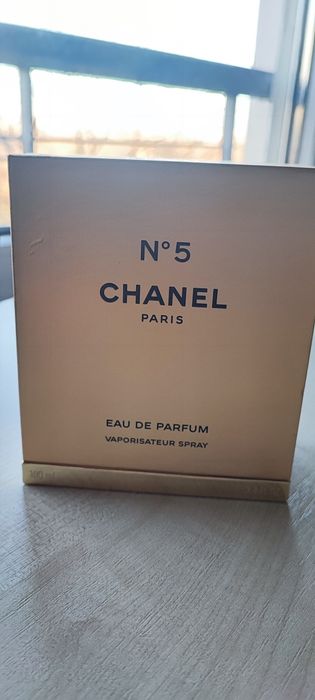 N°5
CHANEL
PARIS
EAU DE PARFUM
VAPORISATEUR SPRAY
100 ml